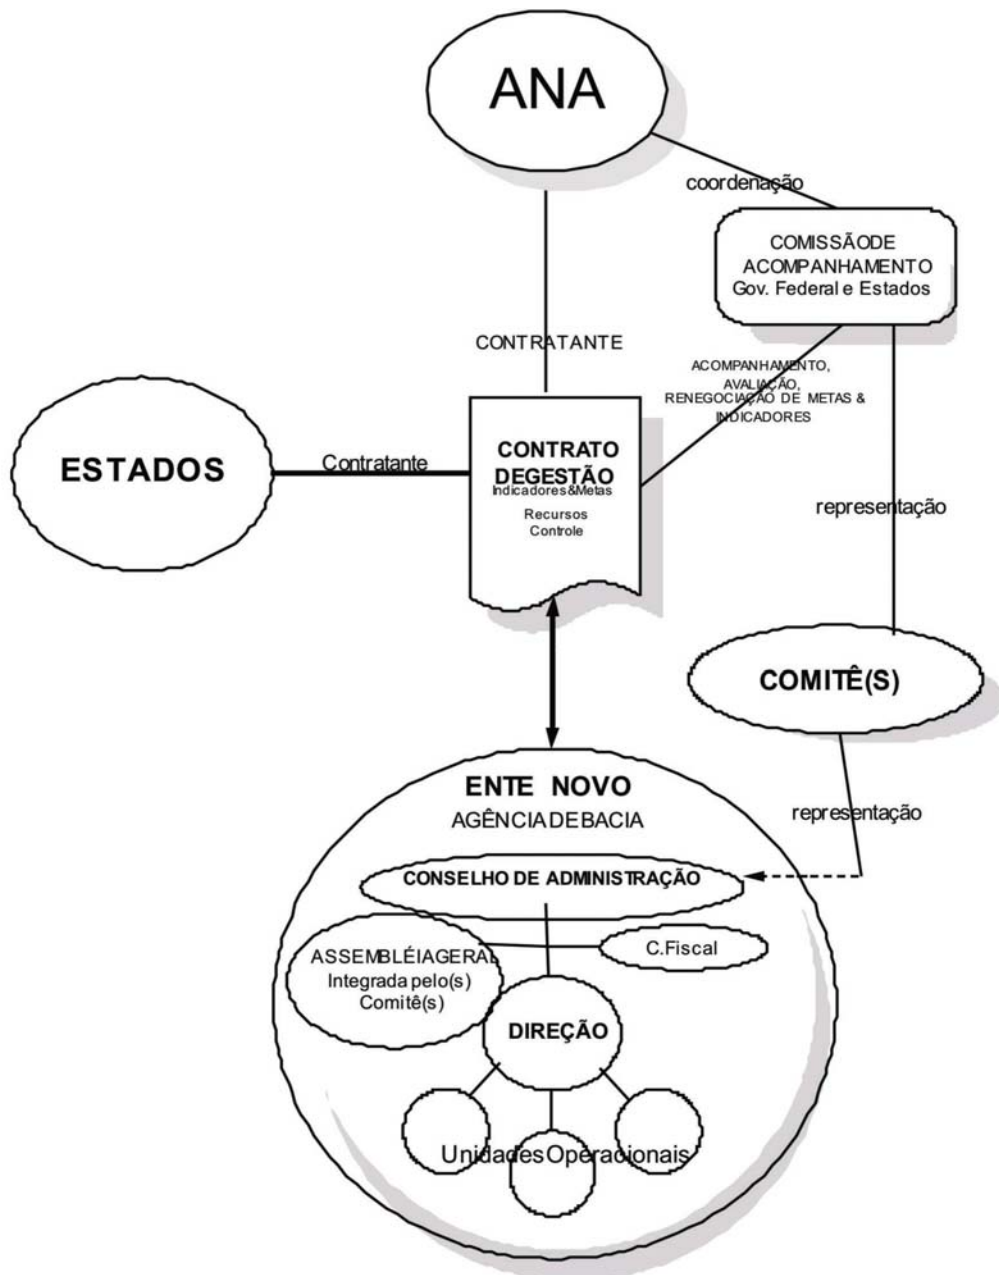 ANA
coordenação
COMISSÃODE
ACOMPANHAMENTO
Gov. Federal e Estados
CONTRATANTE
ACOMPANHAMENTO,
AVALIAÇÃO,
RENEGOCIAÇÃO DE METAS &
INDICADORES
ESTADOS
Contratante
CONTRATO
DEGESTÃO
Indicadores&Metas
Recursos
Controle
representação
COMITÊ(S)
representação
ENTE NOVO
AGÊNCIADEBACIA
CONSELHO DE ADMINISTRAÇÃO
ASSEMBLÉIAGERAL
Integrada pelo(s)
Comitê(s)
C.Fiscal
DIREÇÃO
UnidadesOperacionais